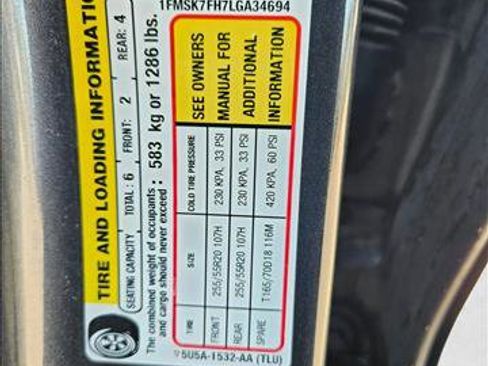 1FMSK7FH7LGA34694
TIRE AND LOADING INFORMATION
SEATING CAPACITY TOTAL: 6 FRONT: 2 REAR: 4
The combined weight of occupants
and cargo should never exceed: 583 kg or 1286 lbs.
TIRE SIZE COLD TIRE PRESSURE
FRONT 255/55R20 107H 230 KPA, 33 PSI
REAR 255/55R20 107H 230 KPA, 33 PSI
SPARE T165/70D18 116M 420 KPA, 60 PSI
SEE OWNERS
MANUAL FOR
ADDITIONAL
INFORMATION
5U5A-1532-AA (TLU)